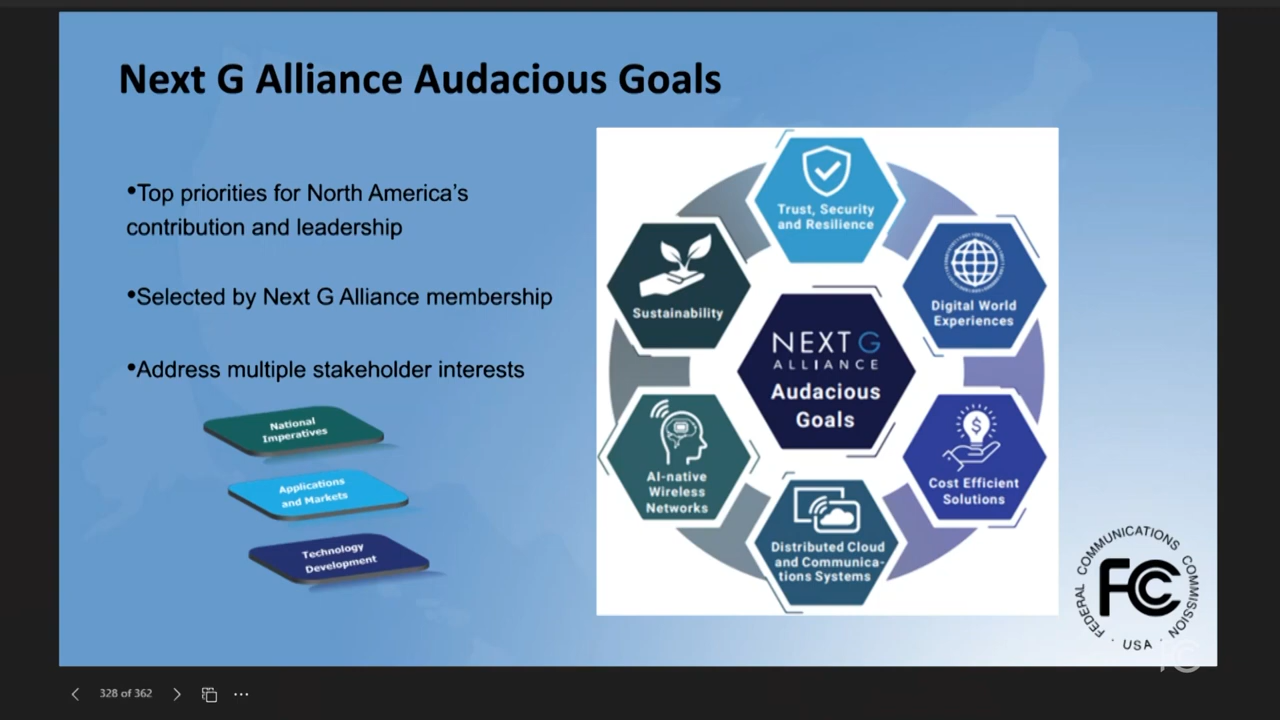 Next G Alliance Audacious Goals
•Top priorities for North America's
contribution and leadership
•Selected by Next G Alliance membership
•Address multiple stakeholder interests
National
Imperatives
Applications
and Markets
Technology
Development
Trust, Security
and Resilience
Digital World
Experiences
Cost Efficient
Solutions
Distributed Cloud
and Communica-
tions Systems
AI-native
Wireless
Networks
Sustainability
NEXT G
ALLIANCE
Audacious
Goals
FEDERAL COMMUNICATIONS COMMISSION
· USA ·
FCC
328 of 362